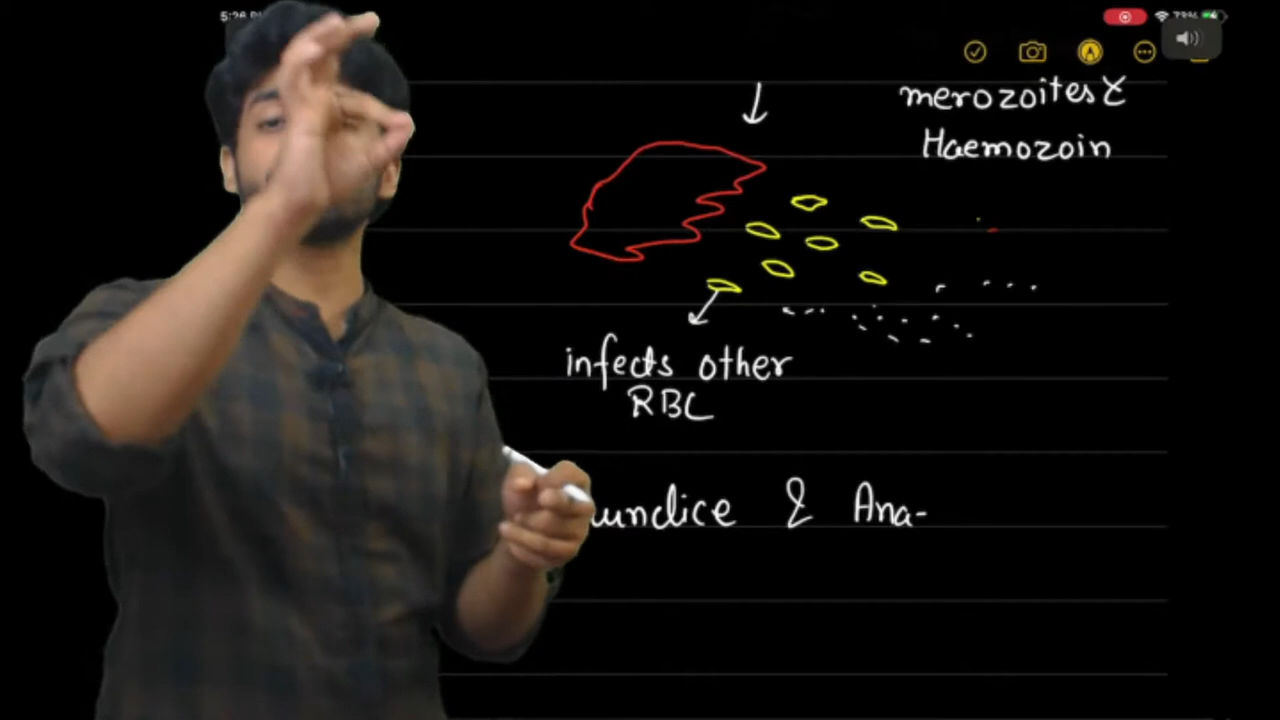 merozoites &
Haemozoin
infects other
RBC
undice & Ana-